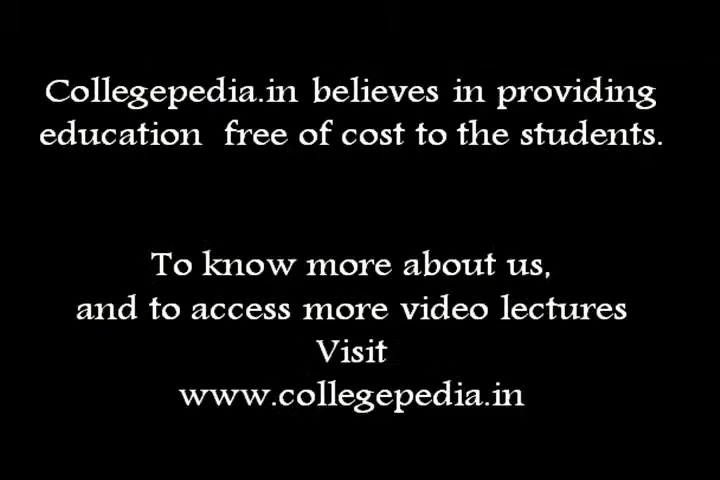 Collegepedia.in believes in providing
education free of cost to the students.
To know more about us,
and to access more video lectures
Visit
www.collegepedia.in